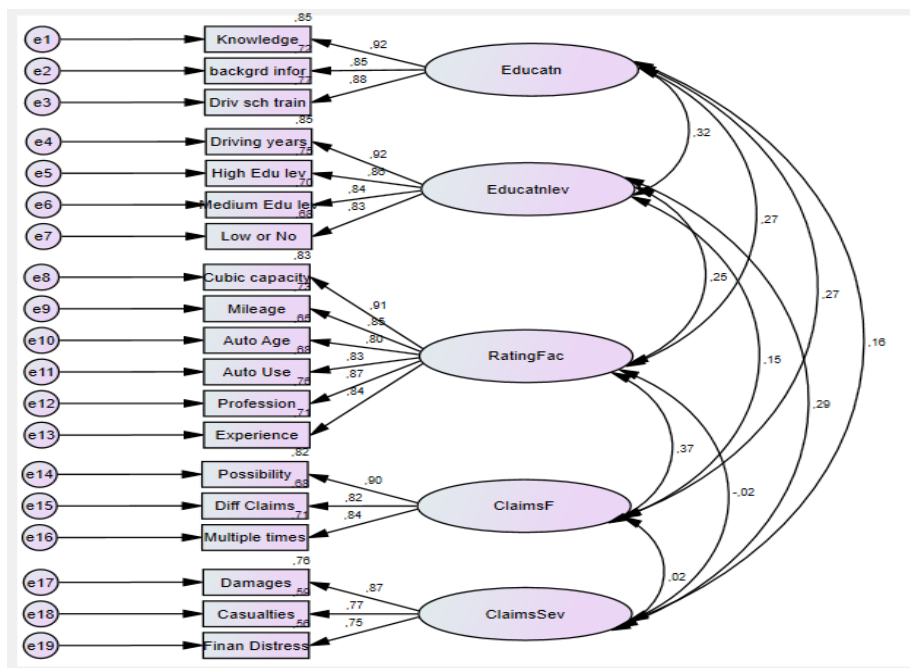 ,85
e1 Knowledge
,92
,72
e2 backgrd infor
,85
Educatn
,77
e3 Driv sch train
,88
,85
e4 Driving years
,92
,32
,75
e5 High Edu lev
,86
Educatnlev
,70
e6 Medium Edu lev
,84
,68
e7 Low or No
,83
,27
,83
e8 Cubic capacity
,25
,27
,72
e9 Mileage
,91
,65
e10 Auto Age
,85
,80
RatingFac
,16
,68
e11 Auto Use
,83
,15
,76
e12 Profession
,87
,29
,71
e13 Experience
,84
,37
,82
e14 Possibility
,90
-,02
,68
e15 Diff Claims
,82
ClaimsF
,71
e16 Multiple times
,84
,76
e17 Damages
,87
,02
,59
e18 Casualties
,77
ClaimsSev
,56
e19 Finan Distress
,75